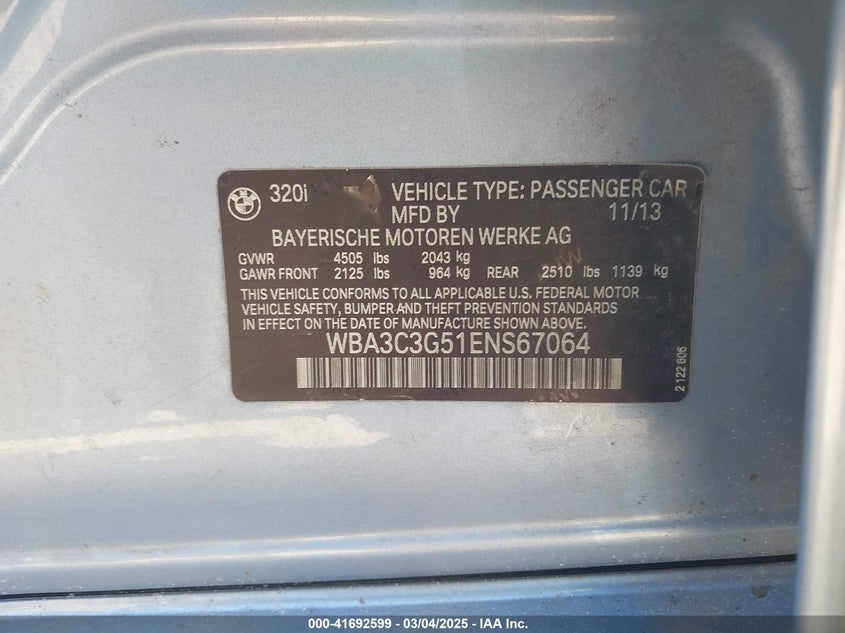 320i VEHICLE TYPE: PASSENGER CAR
MFD BY 11/13
BAYERISCHE MOTOREN WERKE AG
GVWR 4505 lbs 2043 kg
GAWR FRONT 2125 lbs 964 kg REAR 2510 lbs 1139 kg
THIS VEHICLE CONFORMS TO ALL APPLICABLE U.S. FEDERAL MOTOR
VEHICLE SAFETY, BUMPER AND THEFT PREVENTION STANDARDS
IN EFFECT ON THE DATE OF MANUFACTURE SHOWN ABOVE.
WBA3C3G51ENS67064
2 122 606
000-41692599 - 03/04/2025 - IAAI.com